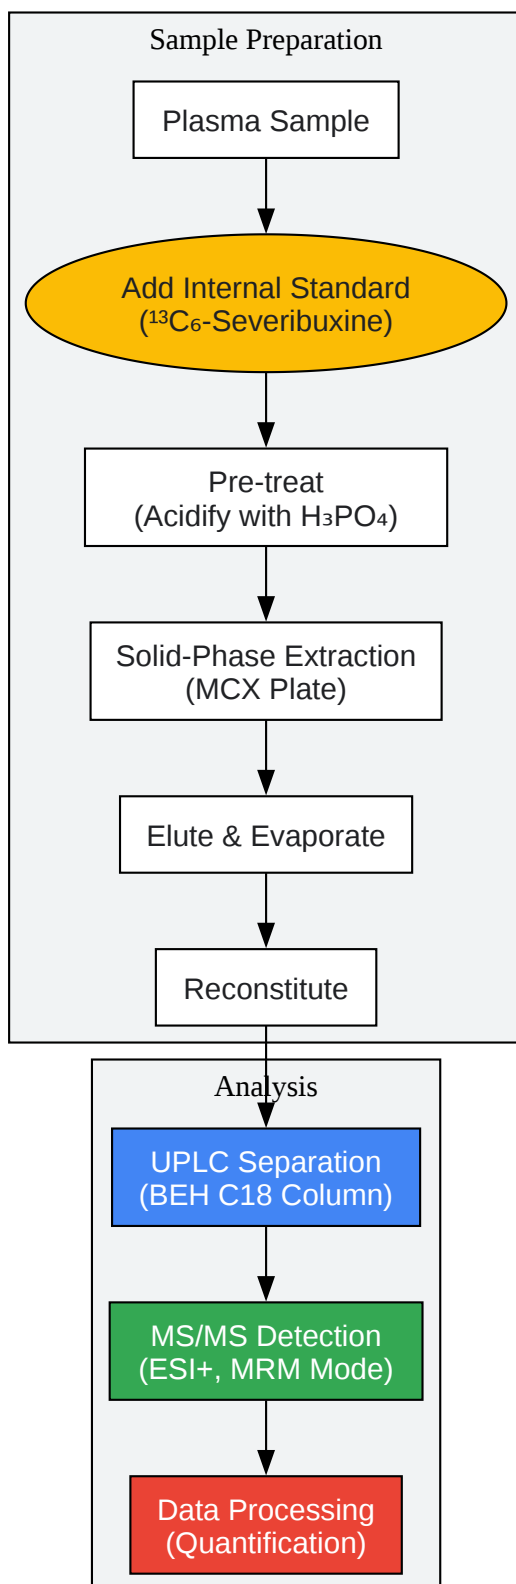 Sample Preparation
Plasma Sample
Add Internal Standard
(¹³C₆-Severibuxine)
Pre-treat
(Acidify with H₃PO₄)
Solid-Phase Extraction
(MCX Plate)
Elute & Evaporate
Reconstitute
Analysis
UPLC Separation
(BEH C18 Column)
MS/MS Detection
(ESI+, MRM Mode)
Data Processing
(Quantification)